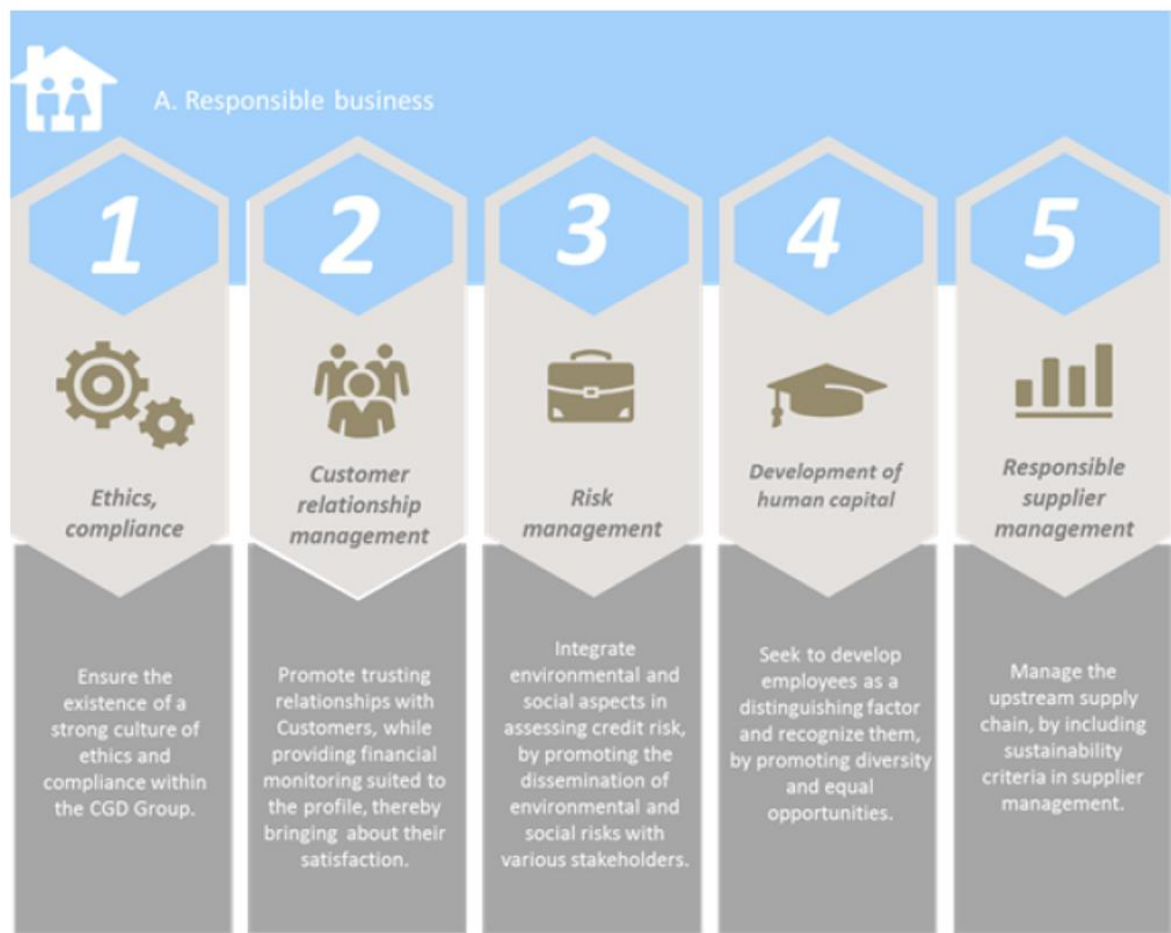 A. Responsible business
1
Ethics,
compliance
Ensure the
existence of a
strong culture of
ethics and
compliance within
the CGD Group.
2
Customer
relationship
management
Promote trusting
relationships with
Customers, while
providing financial
monitoring suited to
the profile, thereby
bringing about their
satisfaction.
3
Risk
management
Integrate
environmental and
social aspects in
assessing credit risk,
by promoting the
dissemination of
environmental and
social risks with
various stakeholders.
4
Development of
human capital
Seek to develop
employees as a
distinguishing factor
and recognize them,
by promoting diversity
and equal
opportunities.
5
Responsible
supplier
management
Manage the
upstream supply
chain, by including
sustainability
criteria in supplier
management.